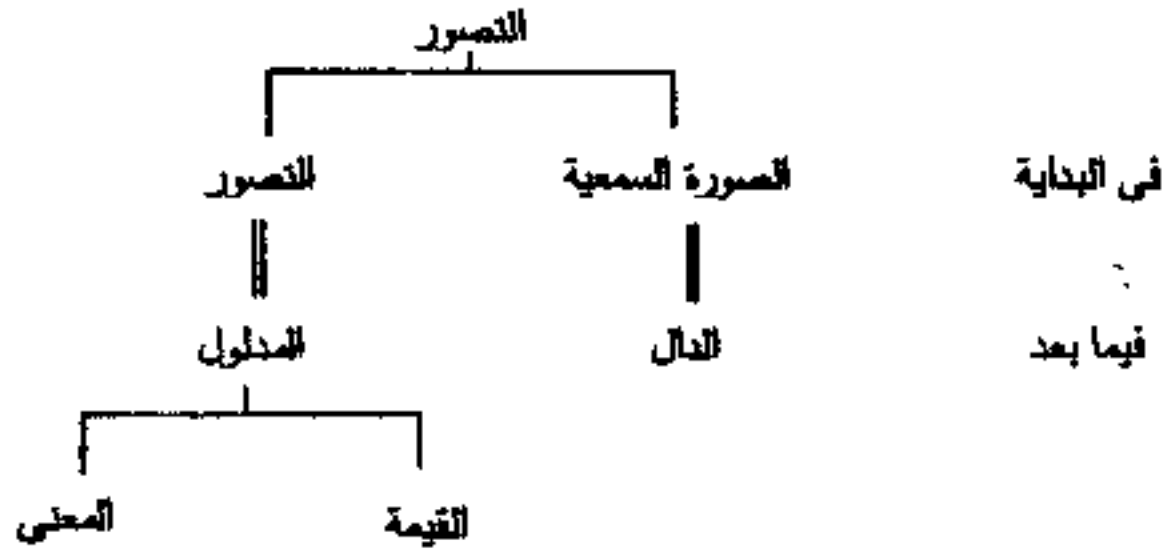 التصور
في البداية الصورة السمعية التصور
فيما بعد الدال المدلول
القيمة المعنى